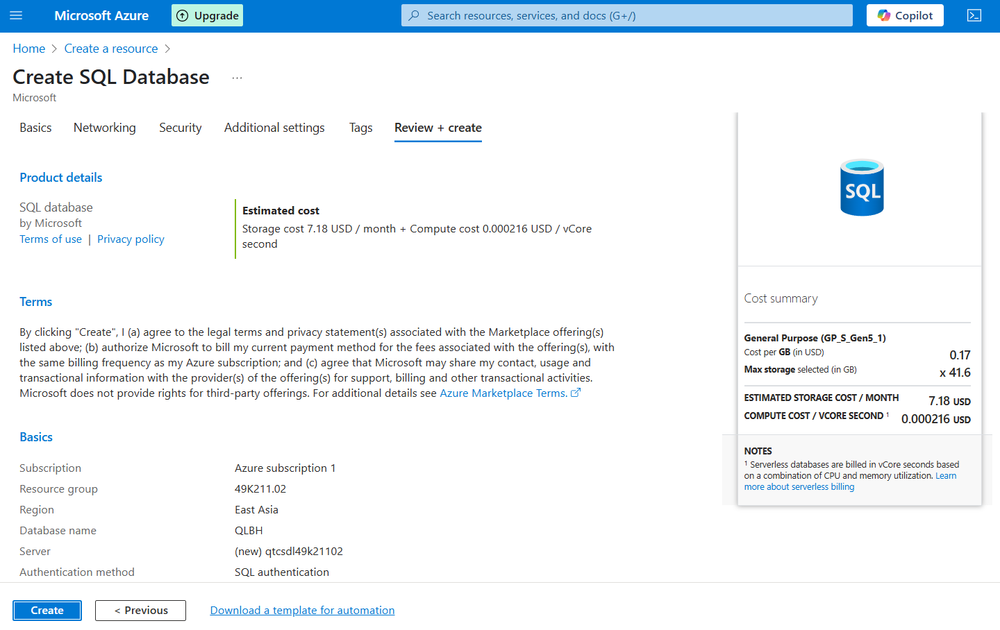 Microsoft Azure
Upgrade
Search resources, services, and docs (G+/)
Copilot
Home > Create a resource >
Create SQL Database ...
Microsoft
Basics
Networking
Security
Additional settings
Tags
Review + create
Product details
SQL database
by Microsoft
Terms of use | Privacy policy
Estimated cost
Storage cost 7.18 USD / month + Compute cost 0.000216 USD / vCore
second
Terms
By clicking "Create", I (a) agree to the legal terms and privacy statement(s) associated with the Marketplace offering(s)
listed above; (b) authorize Microsoft to bill my current payment method for the fees associated with the offering(s), with
the same billing frequency as my Azure subscription; and (c) agree that Microsoft may share my contact, usage and
transactional information with the provider(s) of the offering(s) for support, billing and other transactional activities.
Microsoft does not provide rights for third-party offerings. For additional details see Azure Marketplace Terms.
Basics
Subscription Azure subscription 1
Resource group 49K211.02
Region East Asia
Database name QLBH
Server (new) qtcsdl49k21102
Authentication method SQL authentication
SQL
Cost summary
General Purpose (GP_S_Gen5_1)
Cost per GB (in USD) 0.17
Max storage selected (in GB) x 41.6
ESTIMATED STORAGE COST / MONTH 7.18 USD
COMPUTE COST / VCORE SECOND ¹ 0.000216 USD
NOTES
¹ Serverless databases are billed in vCore seconds based
on a combination of CPU and memory utilization. Learn
more about serverless billing
Create
< Previous
Download a template for automation